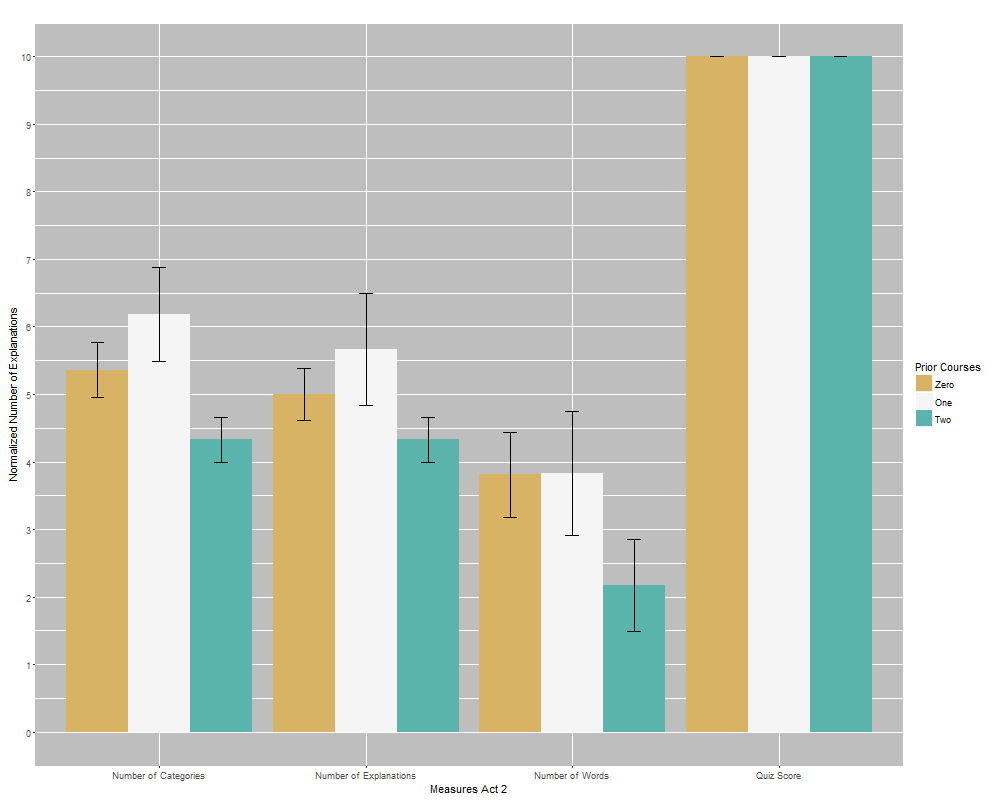 10
9
8
7
6
5
4
3
2
1
0
Normalized Number of Explanations
Number of Categories
Number of Explanations
Number of Words
Quiz Score
Measures Act 2
Prior Courses
Zero
One
Two